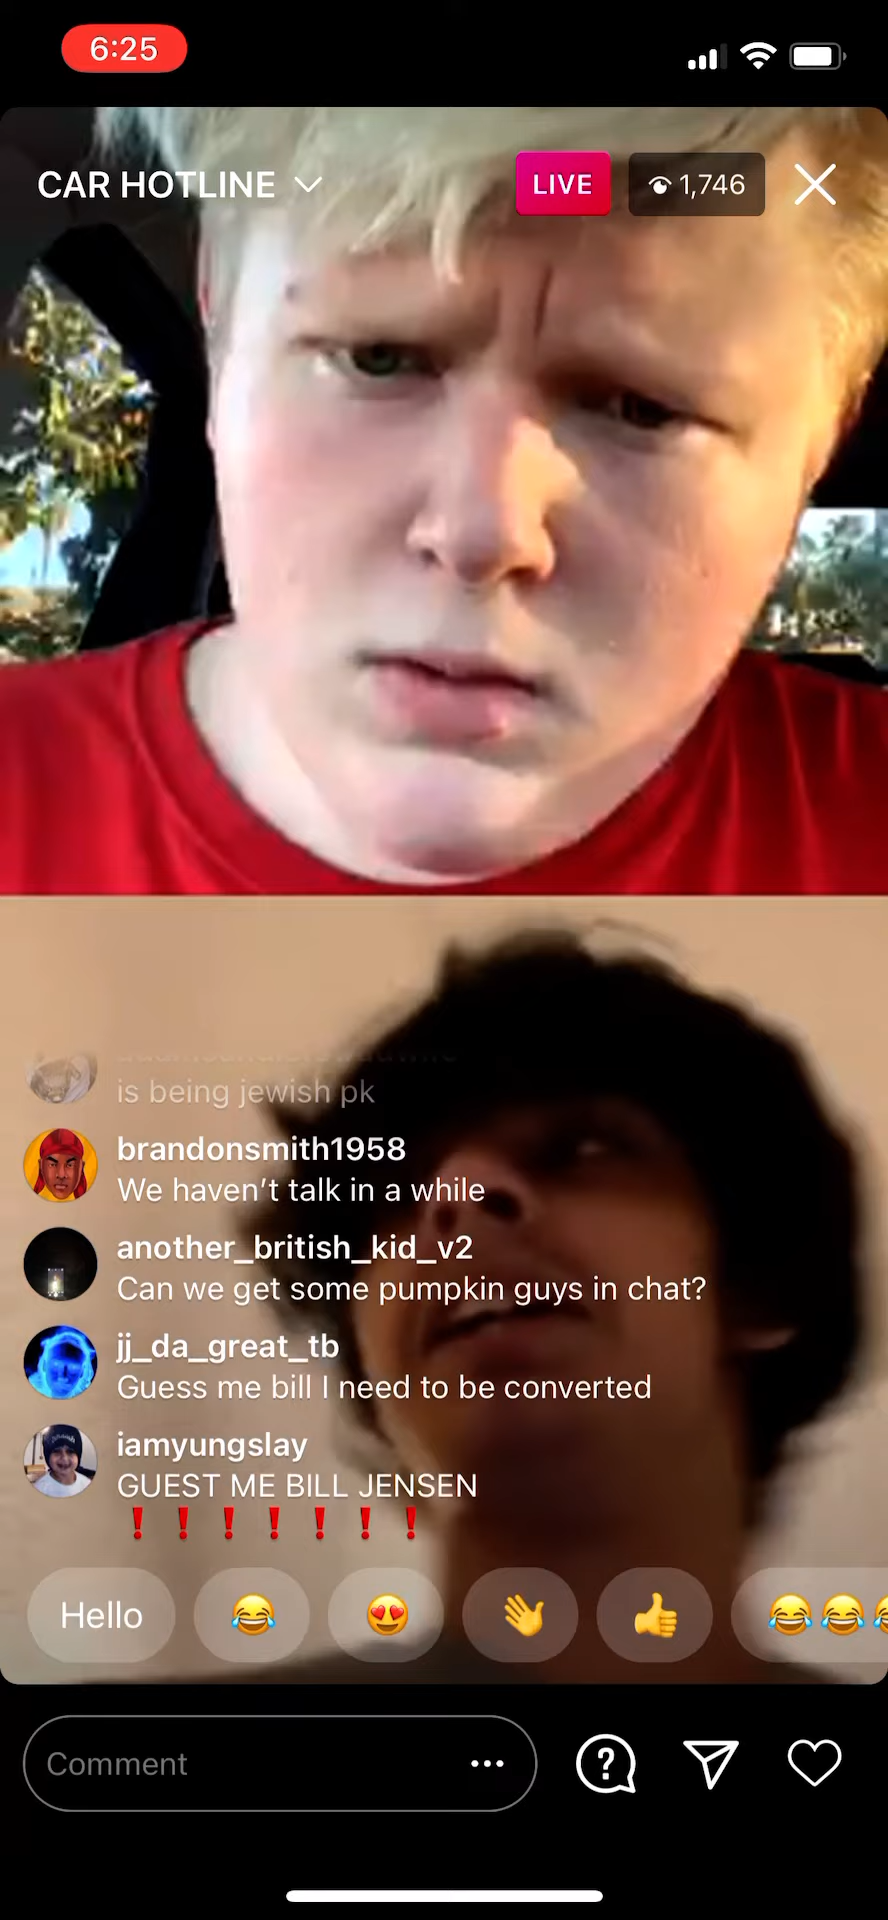 6:25
CAR HOTLINE
LIVE
1,746
is being jewish pk
brandonsmith1958
We haven't talk in a while
another_british_kid_v2
Can we get some pumpkin guys in chat?
jj_da_great_tb
Guess me bill I need to be converted
iamyungslay
GUEST ME BILL JENSEN
❗❗❗❗❗❗❗
Hello
Comment